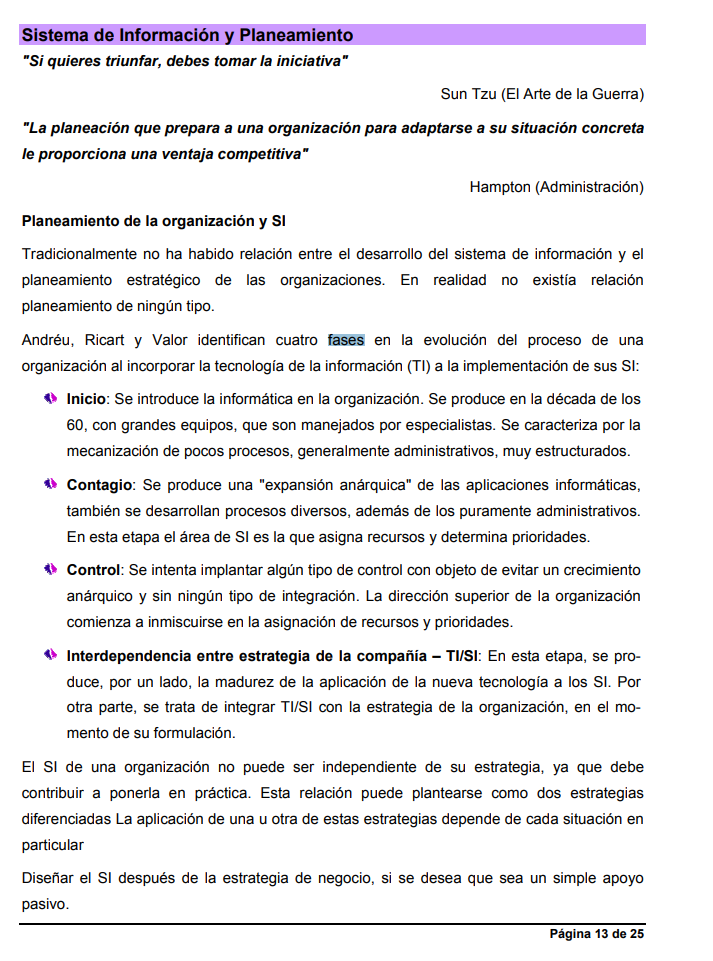 Sistema de Información y Planeamiento
"Si quieres triunfar, debes tomar la iniciativa"
Sun Tzu (El Arte de la Guerra)
"La planeación que prepara a una organización para adaptarse a su situación concreta
le proporciona una ventaja competitiva"
Hampton (Administración)
Planeamiento de la organización y SI
Tradicionalmente no ha habido relación entre el desarrollo del sistema de información y el
planeamiento estratégico de las organizaciones. En realidad no existía relación
planeamiento de ningún tipo.
Andréu, Ricart y Valor identifican cuatro fases en la evolución del proceso de una
organización al incorporar la tecnología de la información (TI) a la implementación de sus SI:
Inicio: Se introduce la informática en la organización. Se produce en la década de los
60, con grandes equipos, que son manejados por especialistas. Se caracteriza por la
mecanización de pocos procesos, generalmente administrativos, muy estructurados.
Contagio: Se produce una "expansión anárquica" de las aplicaciones informáticas,
también se desarrollan procesos diversos, además de los puramente administrativos.
En esta etapa el área de SI es la que asigna recursos y determina prioridades.
Control: Se intenta implantar algún tipo de control con objeto de evitar un crecimiento
anárquico y sin ningún tipo de integración. La dirección superior de la organización
comienza a inmiscuirse en la asignación de recursos y prioridades.
Interdependencia entre estrategia de la compañía – TI/SI: En esta etapa, se pro-
duce, por un lado, la madurez de la aplicación de la nueva tecnología a los SI. Por
otra parte, se trata de integrar TI/SI con la estrategia de la organización, en el mo-
mento de su formulación.
El SI de una organización no puede ser independiente de su estrategia, ya que debe
contribuir a ponerla en práctica. Esta relación puede plantearse como dos estrategias
diferenciadas La aplicación de una u otra de estas estrategias depende de cada situación en
particular
Diseñar el SI después de la estrategia de negocio, si se desea que sea un simple apoyo
pasivo.
Página 13 de 25